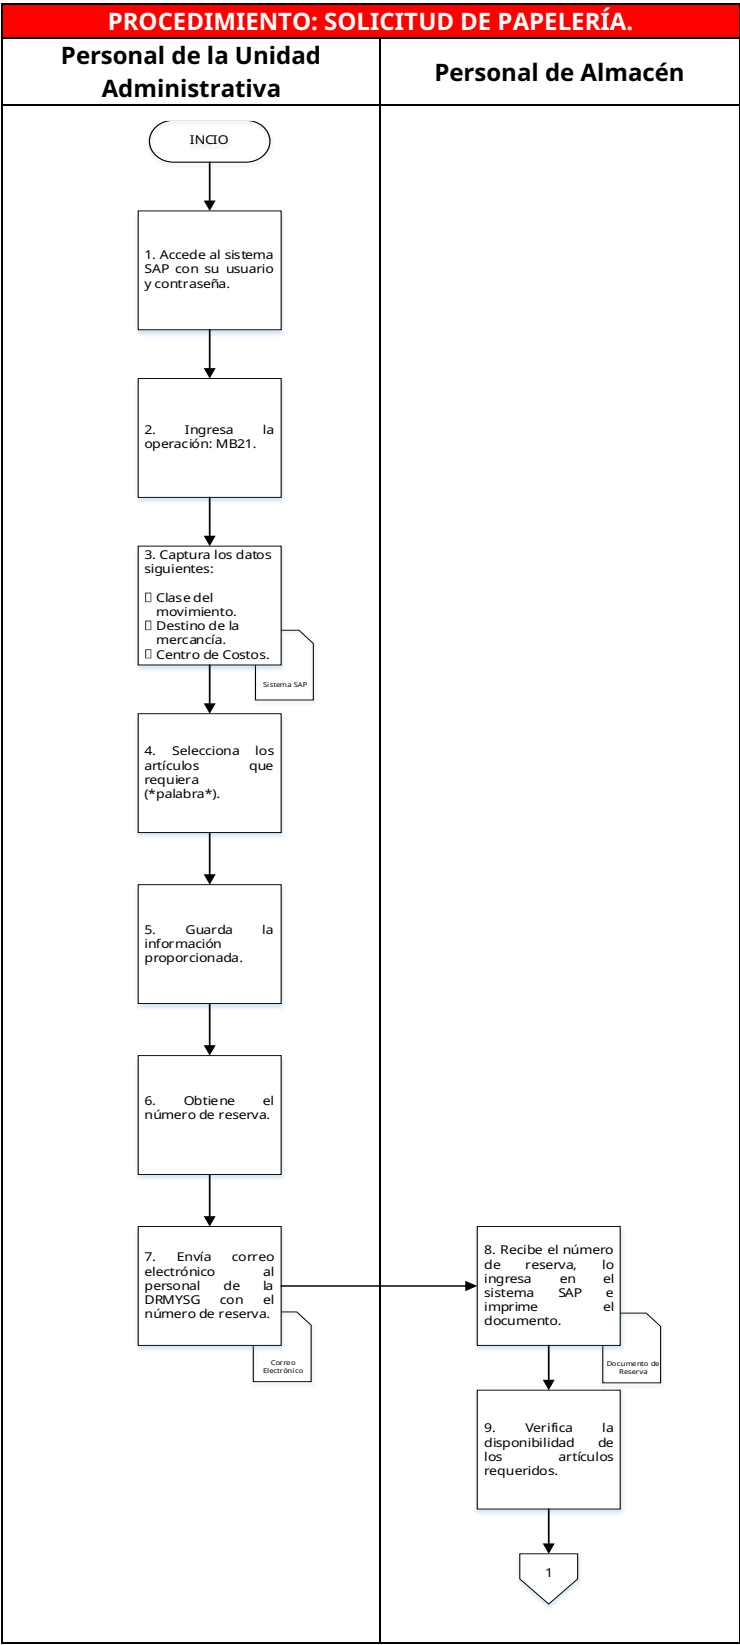 PROCEDIMIENTO: SOLICITUD DE PAPELERÍA.
Personal de la Unidad
Administrativa
Personal de Almacén
INCIO
1. Accede al sistema
SAP con su usuario
y contraseña.
2. Ingresa la
operación: MB21.
3. Captura los datos
siguientes:
Clase del
movimiento.
Destino de la
mercancía.
Centro de Costos.
Sistema SAP
4. Selecciona los
artículos que
requiera
(*palabra*).
5. Guarda la
información
proporcionada.
6. Obtiene el
número de reserva.
7. Envía correo
electrónico al
personal de la
DRMYSG con el
número de reserva.
Correo
Electrónico
8. Recibe el número
de reserva, lo
ingresa en el
sistema SAP e
imprime el
documento.
Documento de
Reserva
9. Verifica la
disponibilidad de
los artículos
requeridos.
1